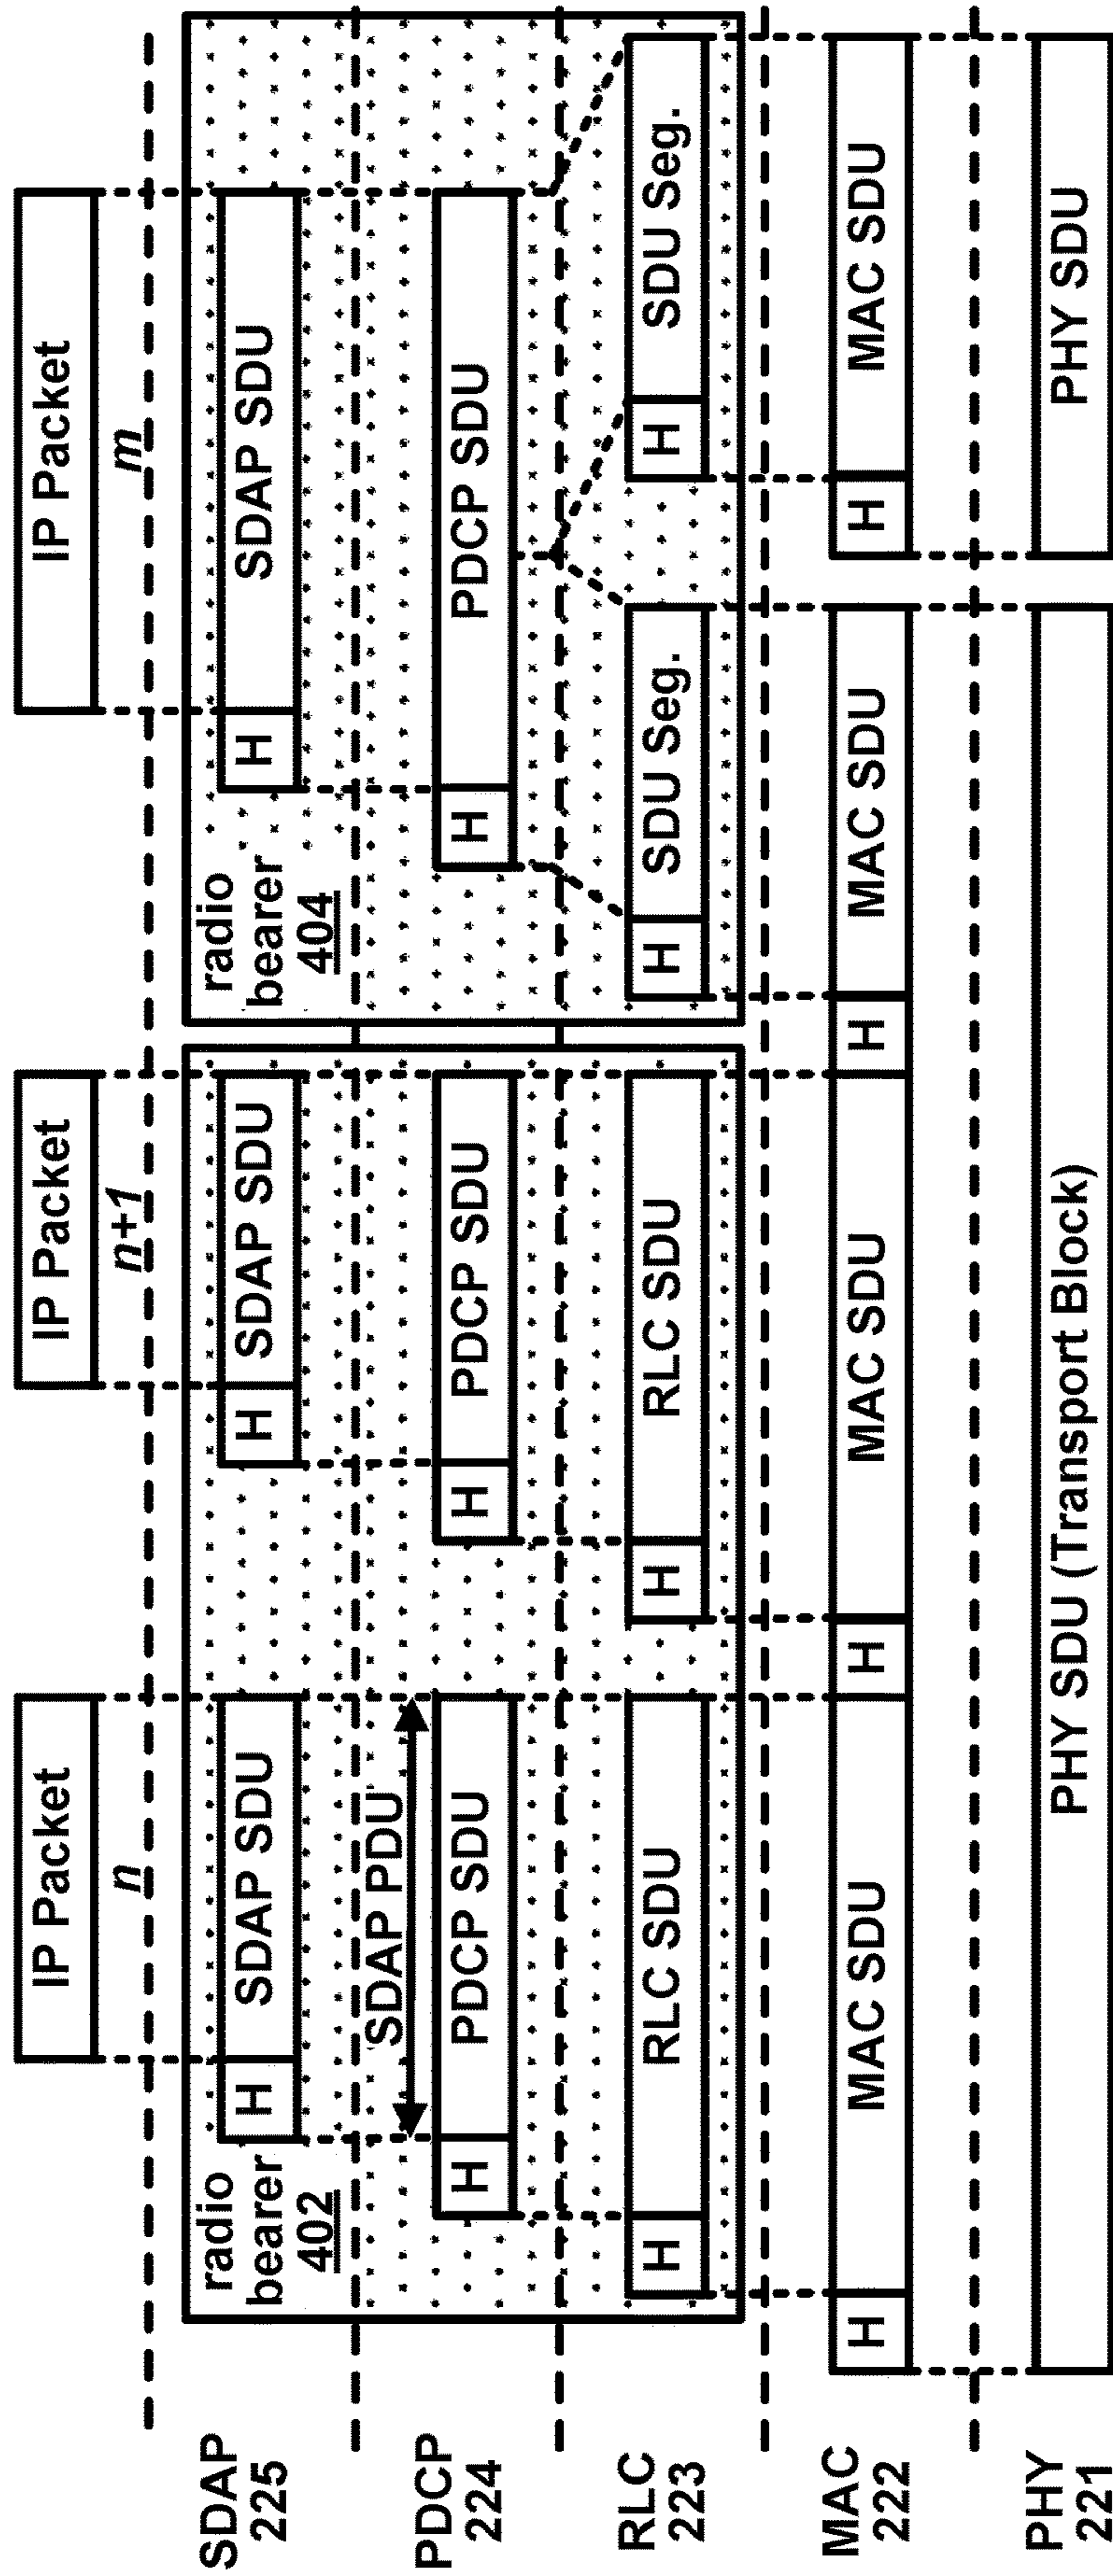 IP Packet
n
IP Packet
n+1
IP Packet
m
SDAP
225
radio
bearer
402
H
SDAP SDU
H
SDAP SDU
radio
bearer
404
H
SDAP SDU
SDAP PDU
PDCP
224
H
PDCP SDU
H
PDCP SDU
H
PDCP SDU
RLC
223
H
RLC SDU
H
RLC SDU
H
SDU Seg.
H
SDU Seg.
MAC
222
H
MAC SDU
H
MAC SDU
H
MAC SDU
H
MAC SDU
PHY
221
PHY SDU (Transport Block)
PHY SDU